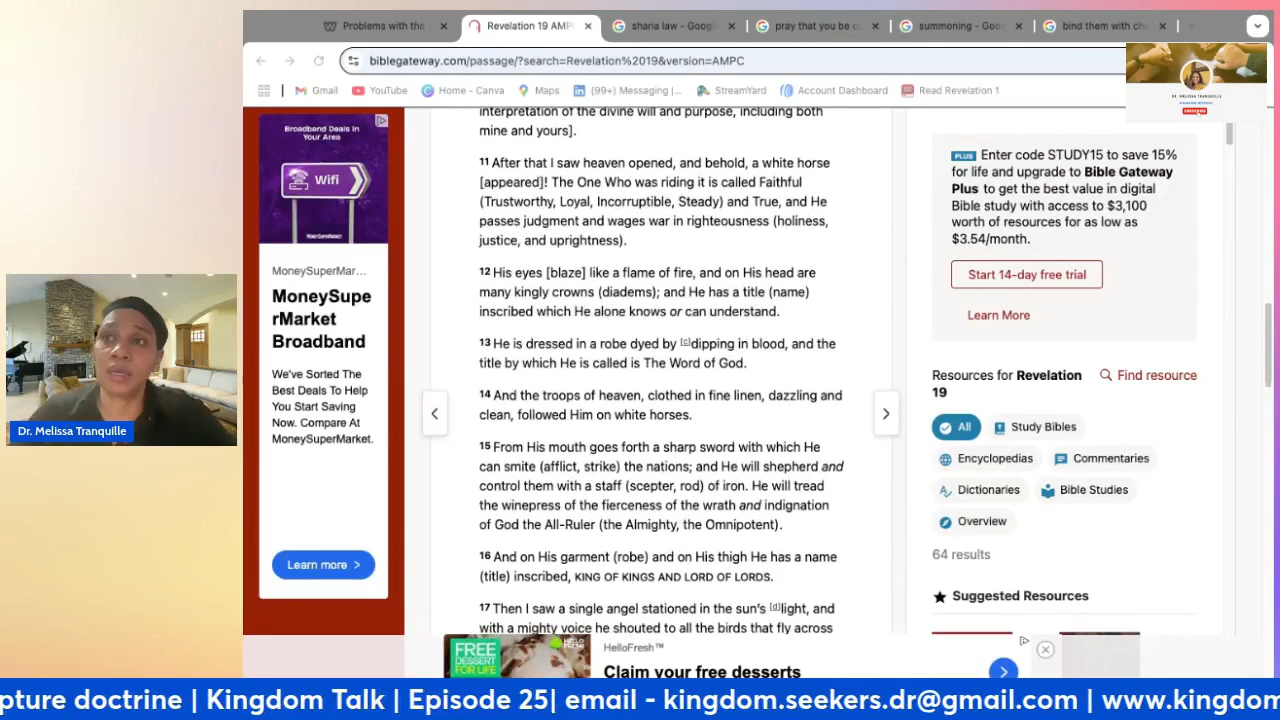 Problems with the
Revelation 19 AMP
sharia law - Google
pray that you be c
summoning - Goog
bind them with cha
biblegateway.com/passage/?search=Revelation%2019&version=AMPC
Gmail
YouTube
Home - Canva
Maps
(99+) Messaging |...
StreamYard
Account Dashboard
Read Revelation 1
DR. MELISSA TRANQUILLE
SUBSCRIBE
Broadband Deals In
Your Area
Wifi
MoneySuperMarket
MoneySuperMar...
MoneySupe
rMarket
Broadband
We've Sorted The
Best Deals To Help
You Start Saving
Now. Compare At
MoneySuperMarket.
Learn more >
Dr. Melissa Tranquille
interpretation of the divine will and purpose, including both
mine and yours].
11 After that I saw heaven opened, and behold, a white horse
[appeared]! The One Who was riding it is called Faithful
(Trustworthy, Loyal, Incorruptible, Steady) and True, and He
passes judgment and wages war in righteousness (holiness,
justice, and uprightness).
12 His eyes [blaze] like a flame of fire, and on His head are
many kingly crowns (diadems); and He has a title (name)
inscribed which He alone knows or can understand.
13 He is dressed in a robe dyed by [c]dipping in blood, and the
title by which He is called is The Word of God.
14 And the troops of heaven, clothed in fine linen, dazzling and
clean, followed Him on white horses.
15 From His mouth goes forth a sharp sword with which He
can smite (afflict, strike) the nations; and He will shepherd and
control them with a staff (scepter, rod) of iron. He will tread
the winepress of the fierceness of the wrath and indignation
of God the All-Ruler (the Almighty, the Omnipotent).
16 And on His garment (robe) and on His thigh He has a name
(title) inscribed, KING OF KINGS AND LORD OF LORDS.
17 Then I saw a single angel stationed in the sun's [d]light, and
with a mighty voice he shouted to all the birds that fly across
PLUS Enter code STUDY15 to save 15%
for life and upgrade to Bible Gateway
Plus to get the best value in digital
Bible study with access to $3,100
worth of resources for as low as
$3.54/month.
Start 14-day free trial
Learn More
Resources for Revelation
19
Find resource
All
Study Bibles
Encyclopedias
Commentaries
Dictionaries
Bible Studies
Overview
64 results
Suggested Resources
FREE
DESSERT
FOR LIFE
HELLO
FRESH
HelloFresh™
Claim your free desserts
pture doctrine | Kingdom Talk | Episode 25| email - kingdom.seekers.dr@gmail.com | www.kingdom